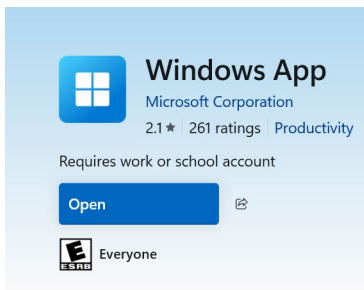 Windows App
Microsoft Corporation
2.1★ 261 ratings Productivity
Requires work or school account
Open
E Everyone
ESRB